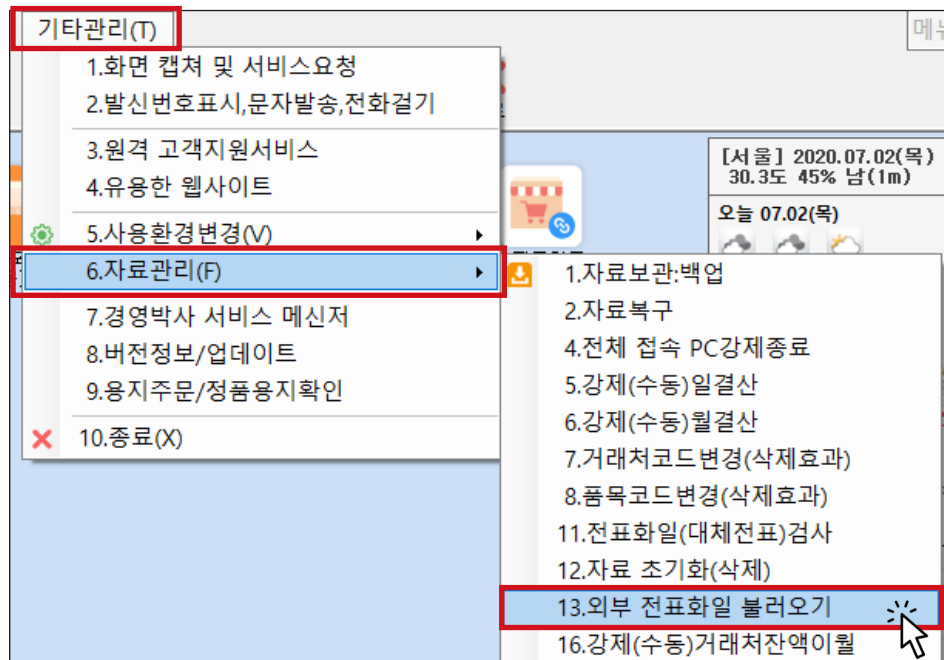 기타관리(T)
메뉴
1.화면 캡쳐 및 서비스요청
2.발신번호표시,문자발송,전화걸기
3.원격 고객지원서비스
4.유용한 웹사이트
5.사용환경변경(V)
6.자료관리(F)
7.경영박사 서비스 메신저
8.버전정보/업데이트
9.용지주문/정품용지확인
10.종료(X)
[서울] 2020.07.02(목)
30.3도 45% 남(1m)
오늘 07.02(목)
1.자료보관:백업
2.자료복구
4.전체 접속 PC강제종료
5.강제(수동)일결산
6.강제(수동)월결산
7.거래처코드변경(삭제효과)
8.품목코드변경(삭제효과)
11.전표화일(대체전표)검사
12.자료 초기화(삭제)
13.외부 전표화일 불러오기
16.강제(수동)거래처잔액이월